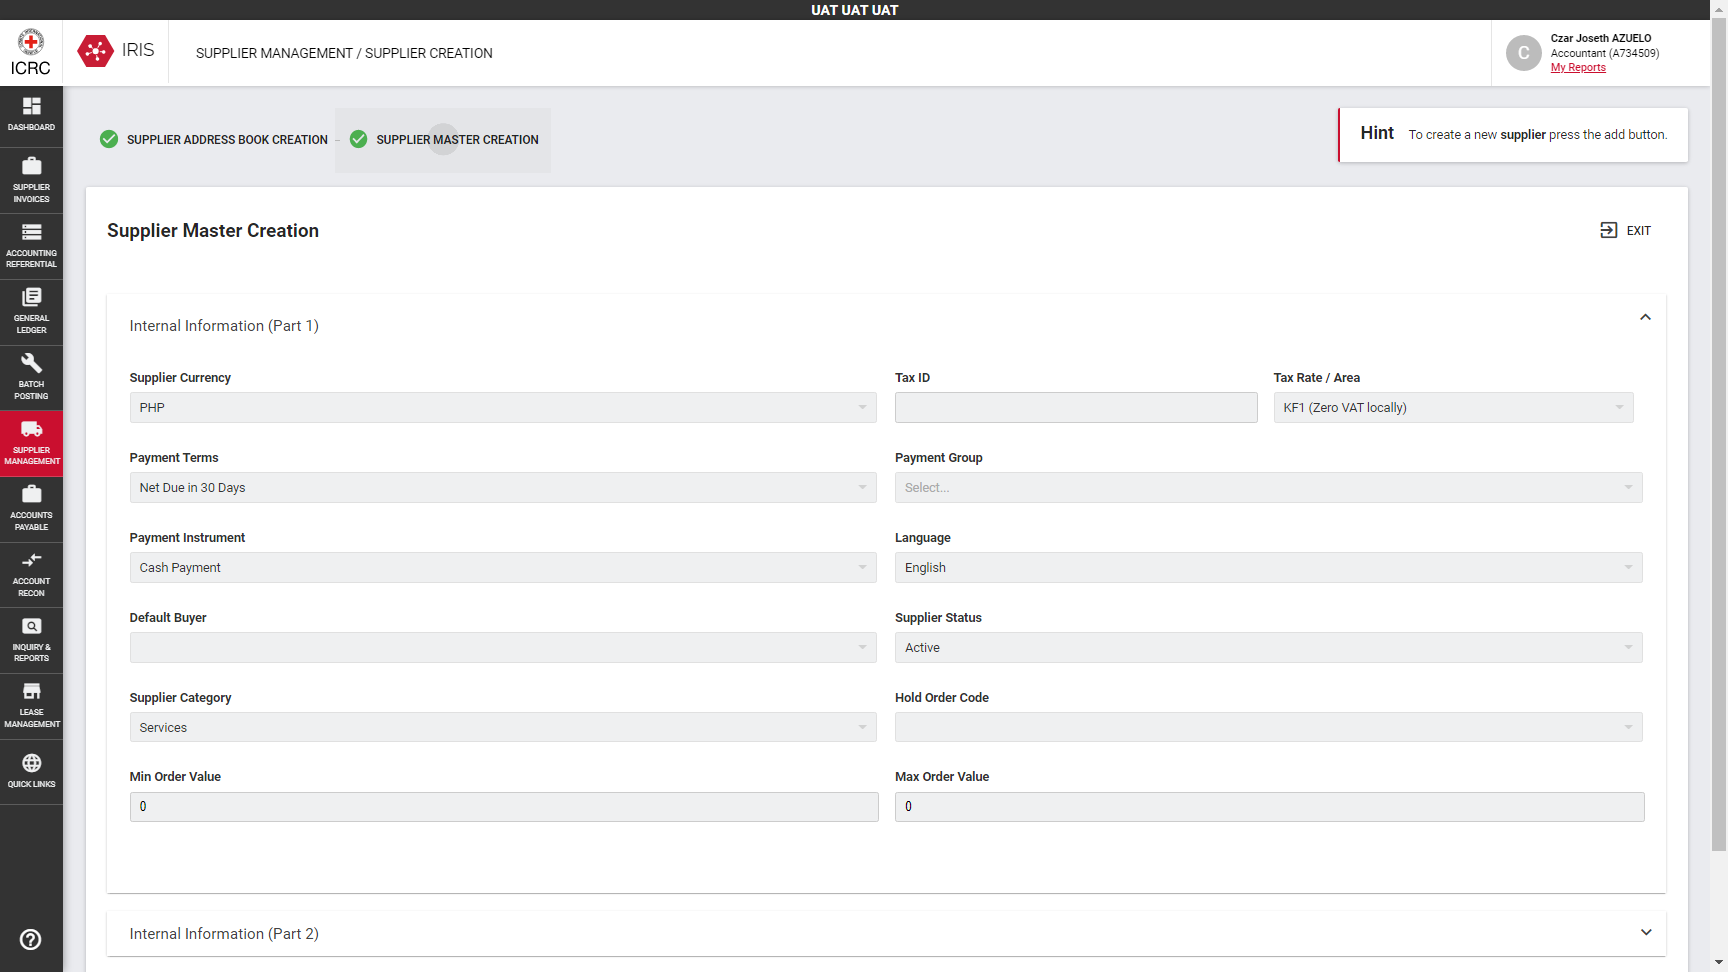 UAT UAT UAT
ICRC
IRIS
SUPPLIER MANAGEMENT / SUPPLIER CREATION
C
Czar Joseth AZUELO
Accountant (A734509)
My Reports
DASHBOARD
SUPPLIER
INVOICES
ACCOUNTING
REFERENTIAL
GENERAL
LEDGER
BATCH
POSTING
SUPPLIER
MANAGEMENT
ACCOUNTS
PAYABLE
ACCOUNT
RECON
INQUIRY &
REPORTS
LEASE
MANAGEMENT
QUICK LINKS
SUPPLIER ADDRESS BOOK CREATION
SUPPLIER MASTER CREATION
Hint To create a new supplier press the add button.
Supplier Master Creation
EXIT
Internal Information (Part 1)
Supplier Currency
PHP
Tax ID
Tax Rate / Area
KF1 (Zero VAT locally)
Payment Terms
Net Due in 30 Days
Payment Group
Select...
Payment Instrument
Cash Payment
Language
English
Default Buyer
Supplier Status
Active
Supplier Category
Services
Hold Order Code
Min Order Value
0
Max Order Value
0
Internal Information (Part 2)